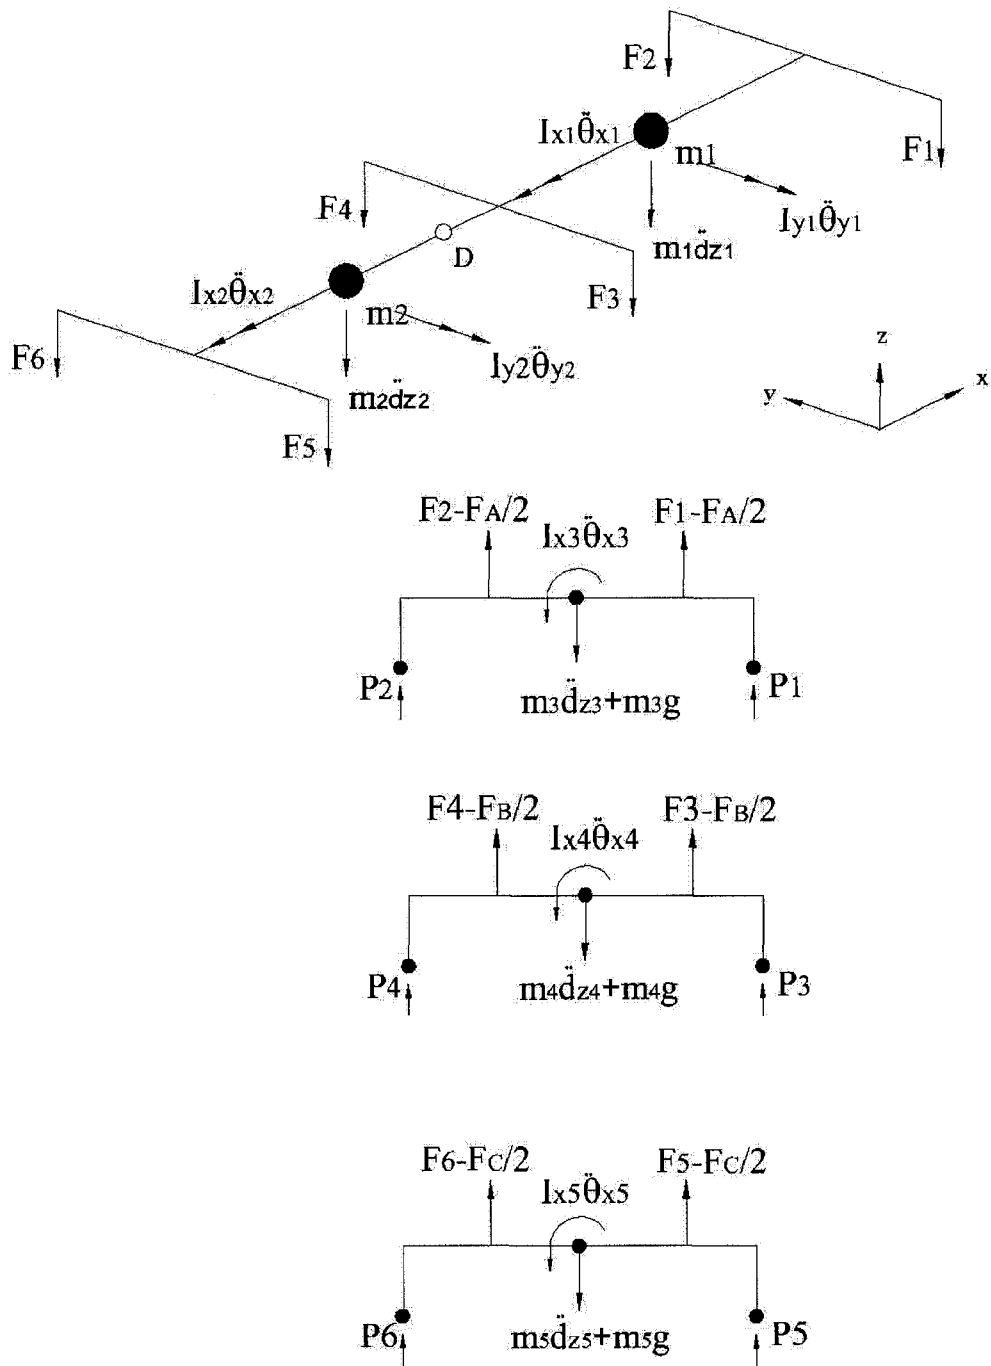 F2
Ix1θ̈x1
m1
F1
F4
Iy1θ̈y1
D
m1d̈z1
Ix2θ̈x2
F3
m2
F6
Iy2θ̈y2
m2d̈z2
F5
z
y
x
F2-FA/2
F1-FA/2
Ix3θ̈x3
P2
P1
m3d̈z3+m3g
F4-FB/2
F3-FB/2
Ix4θ̈x4
P4
P3
m4d̈z4+m4g
F6-FC/2
F5-FC/2
Ix5θ̈x5
P6
P5
m5d̈z5+m5g